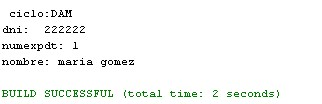 ciclo:DAM
dni:  222222
numexpdt: 1
nombre: maria gomez
BUILD SUCCESSFUL (total time: 2 seconds)